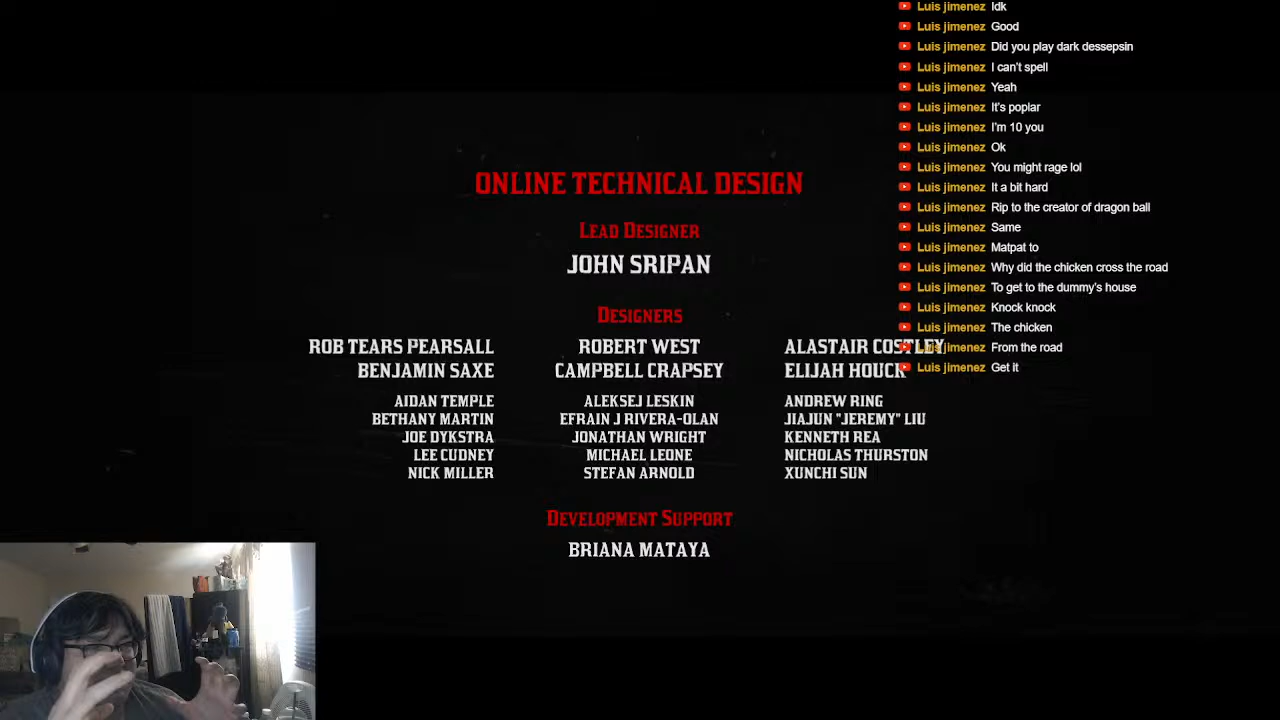 ONLINE TECHNICAL DESIGN
LEAD DESIGNER
JOHN SRIPAN
DESIGNERS
ROB TEARS PEARSALL ROBERT WEST ALASTAIR COSTLEY
BENJAMIN SAXE CAMPBELL CRAPSEY ELIJAH HOUCK
AIDAN TEMPLE ALEKSEJ LESKIN ANDREW RING
BETHANY MARTIN EFRAIN J RIVERA-OLAN JIAJUN "JEREMY" LIU
JOE DYKSTRA JONATHAN WRIGHT KENNETH REA
LEE CUDNEY MICHAEL LEONE NICHOLAS THURSTON
NICK MILLER STEFAN ARNOLD XUNCHI SUN
DEVELOPMENT SUPPORT
BRIANA MATAYA
Luis jimenez Idk
Luis jimenez Good
Luis jimenez Did you play dark dessepsin
Luis jimenez I can't spell
Luis jimenez Yeah
Luis jimenez It's poplar
Luis jimenez I'm 10 you
Luis jimenez Ok
Luis jimenez You might rage lol
Luis jimenez It a bit hard
Luis jimenez Rip to the creator of dragon ball
Luis jimenez Same
Luis jimenez Matpat to
Luis jimenez Why did the chicken cross the road
Luis jimenez To get to the dummy's house
Luis jimenez Knock knock
Luis jimenez The chicken
Luis jimenez From the road
Luis jimenez Get it